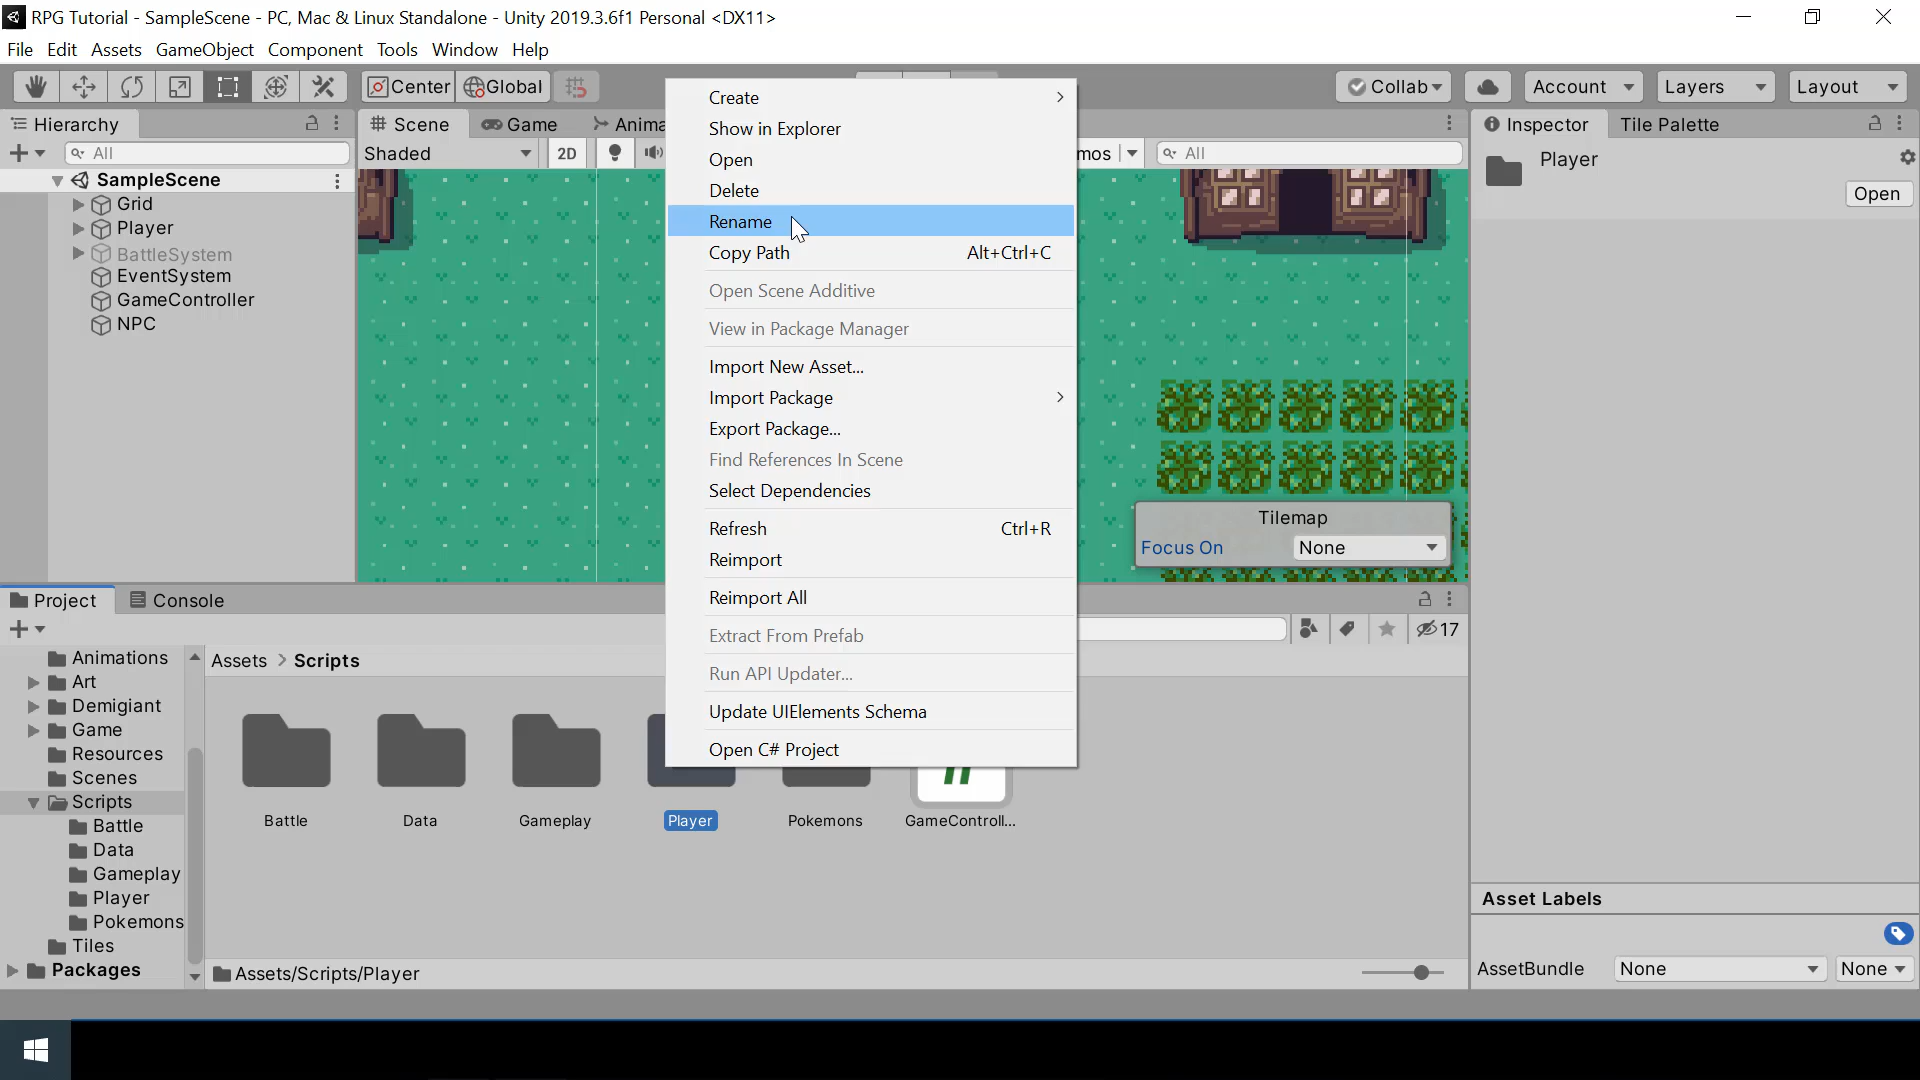 RPG Tutorial - SampleScene - PC, Mac & Linux Standalone - Unity 2019.3.6f1 Personal <DX11>
File Edit Assets GameObject Component Tools Window Help
Center Global Collab Account Layers Layout
Hierarchy
All
SampleScene
Grid
Player
BattleSystem
EventSystem
GameController
NPC
Scene Game
Shaded 2D All
Create
Show in Explorer
Open
Delete
Rename
Copy Path Alt+Ctrl+C
Open Scene Additive
View in Package Manager
Import New Asset...
Import Package
Export Package...
Find References In Scene
Select Dependencies
Refresh Ctrl+R
Reimport
Reimport All
Extract From Prefab
Run API Updater...
Update UIElements Schema
Open C# Project
Tilemap
Focus On None
Inspector Tile Palette
Player
Open
Project Console
17
Animations
Art
Demigiant
Game
Resources
Scenes
Scripts
Battle
Data
Gameplay
Player
Pokemons
Tiles
Packages
Assets > Scripts
Battle
Data
Gameplay
Player
Pokemons
GameControll...
Assets/Scripts/Player
Asset Labels
AssetBundle None None